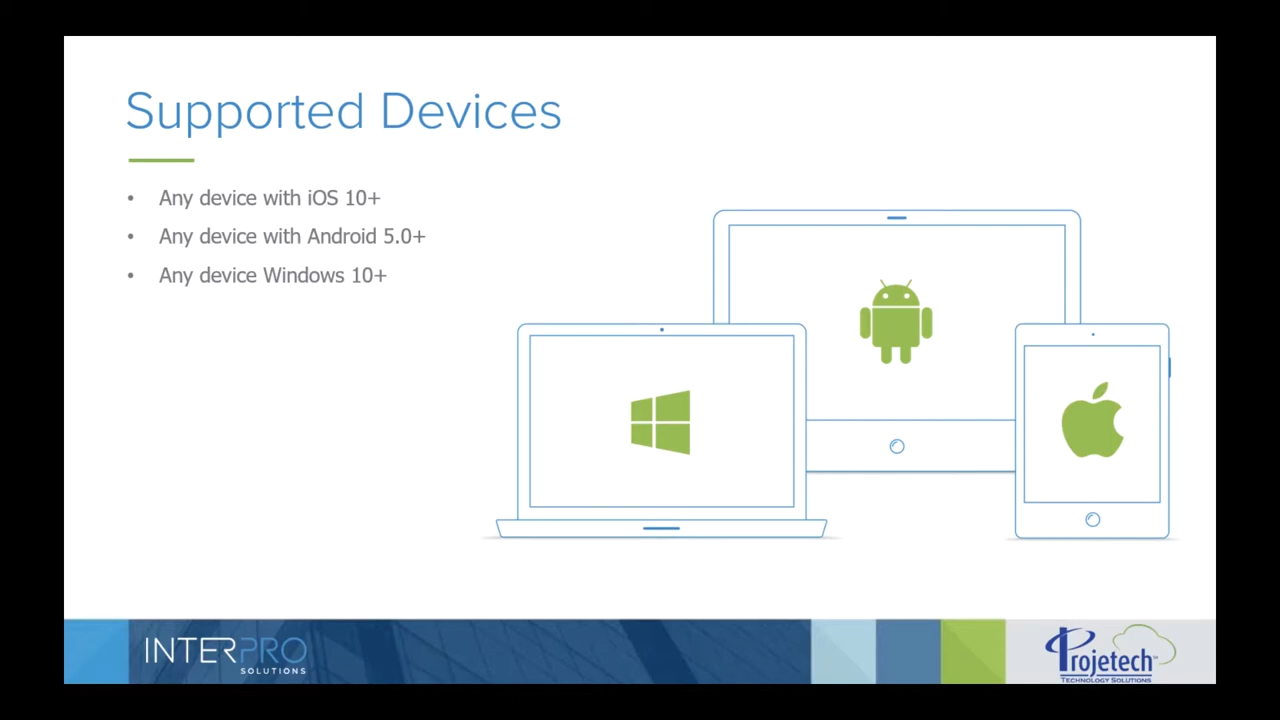 Supported Devices
• Any device with iOS 10+
• Any device with Android 5.0+
• Any device Windows 10+
INTERPRO
SOLUTIONS
Projetech™
TECHNOLOGY SOLUTIONS